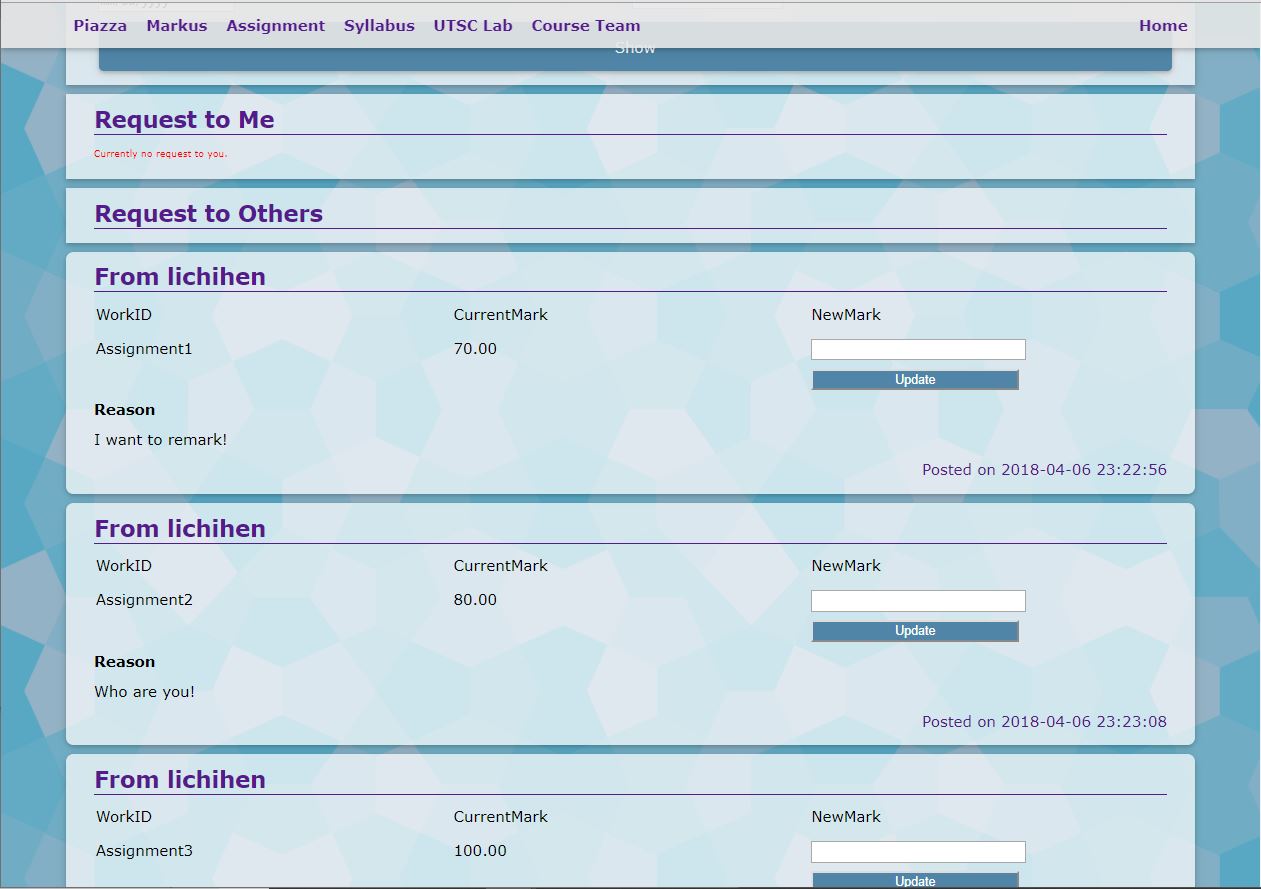 Piazza Markus Assignment Syllabus UTSC Lab Course Team Home
Show
Request to Me
Currently no request to you.
Request to Others
From lichihen
WorkID CurrentMark NewMark
Assignment1 70.00
Update
Reason
I want to remark!
Posted on 2018-04-06 23:22:56
From lichihen
WorkID CurrentMark NewMark
Assignment2 80.00
Update
Reason
Who are you!
Posted on 2018-04-06 23:23:08
From lichihen
WorkID CurrentMark NewMark
Assignment3 100.00
Update